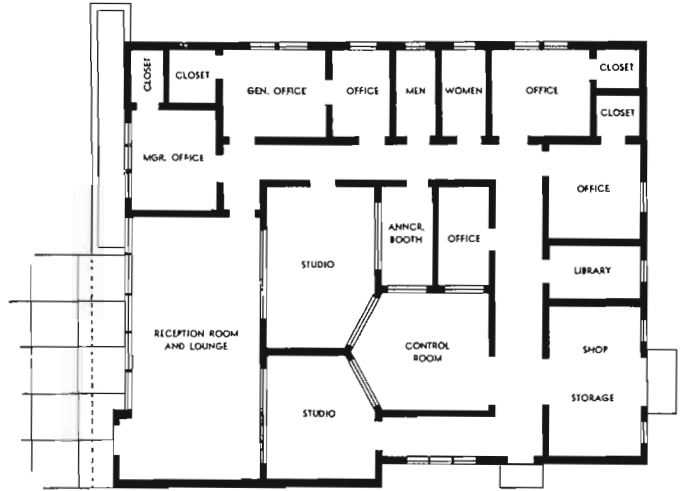 CLOSET
CLOSET
GEN. OFFICE
OFFICE
MEN
WOMEN
OFFICE
CLOSET
CLOSET
MGR. OFFICE
OFFICE
ANNCR.
BOOTH
OFFICE
STUDIO
LIBRARY
RECEPTION ROOM
AND LOUNGE
CONTROL
ROOM
SHOP
STORAGE
STUDIO